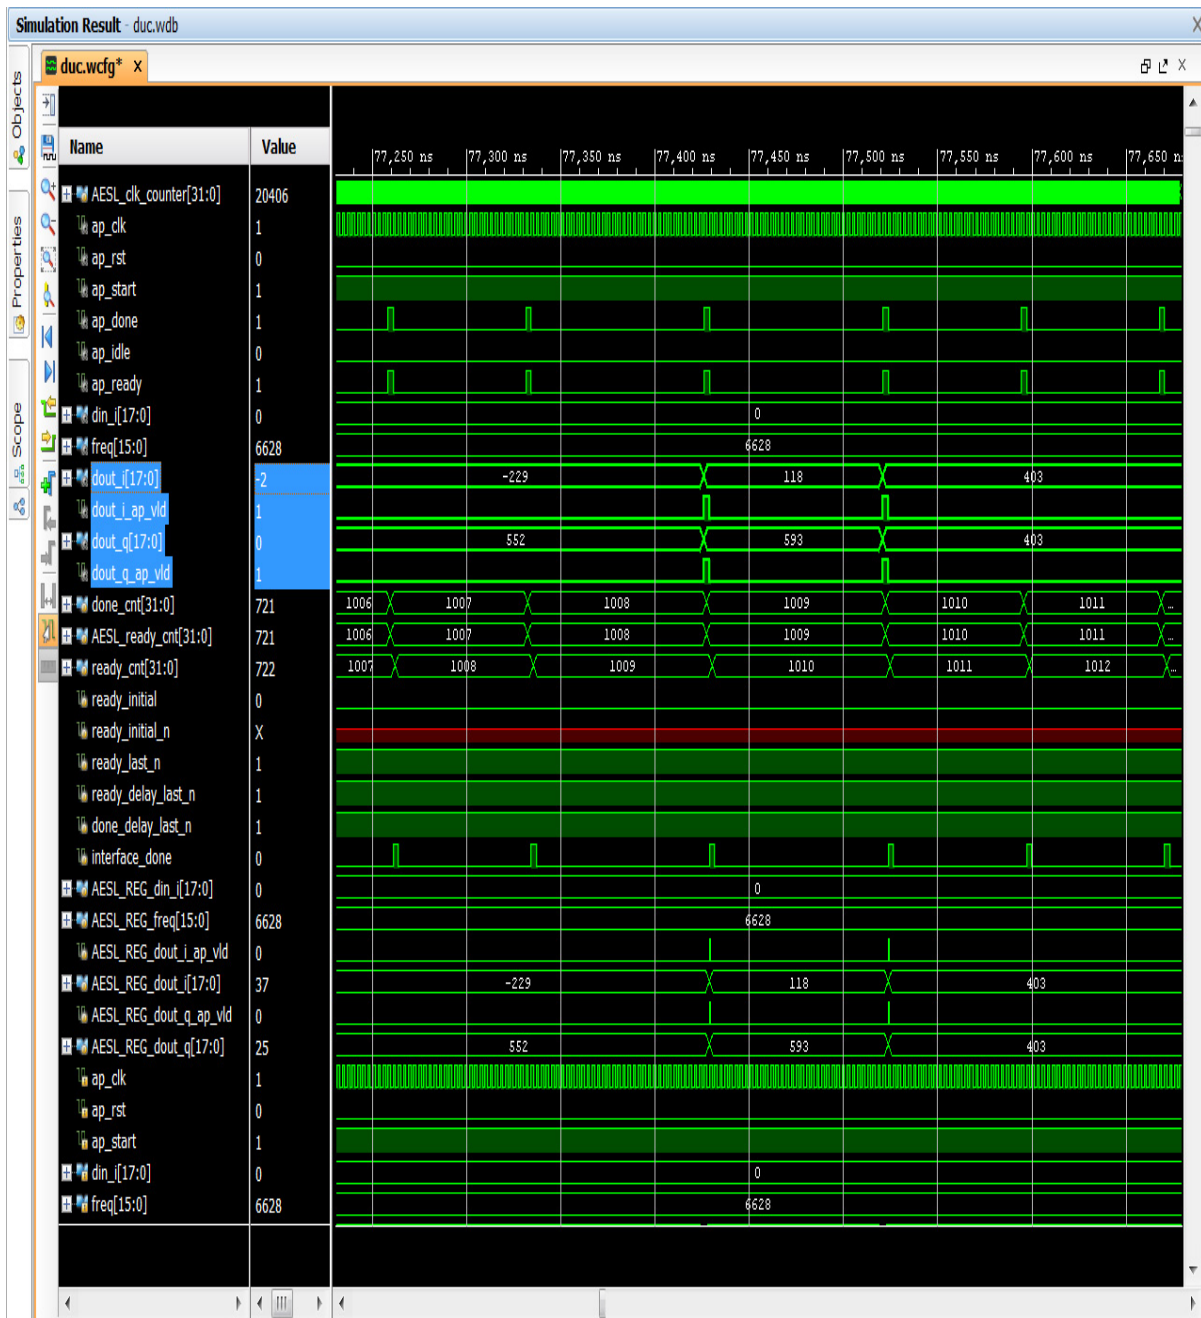 Simulation Result - duc.wdb
duc.wcfg* x
Objects
Properties
Scope
Name Value
77,250 ns 77,300 ns 77,350 ns 77,400 ns 77,450 ns 77,500 ns 77,550 ns 77,600 ns 77,650 n
AESL_clk_counter[31:0] 20406
ap_clk 1
ap_rst 0
ap_start 1
ap_done 1
ap_idle 0
ap_ready 1
din_i[17:0] 0 0
freq[15:0] 6628 6628
dout_i[17:0] -2 -229 118 403
dout_i_ap_vld 1
dout_q[17:0] 0 552 593 403
dout_q_ap_vld 1
done_cnt[31:0] 721 1006 1007 1008 1009 1010 1011 ...
AESL_ready_cnt[31:0] 721 1006 1007 1008 1009 1010 1011 ...
ready_cnt[31:0] 722 1007 1008 1009 1010 1011 1012 ...
ready_initial 0
ready_initial_n X
ready_last_n 1
ready_delay_last_n 1
done_delay_last_n 1
interface_done 0
AESL_REG_din_i[17:0] 0 0
AESL_REG_freq[15:0] 6628 6628
AESL_REG_dout_i_ap_vld 0
AESL_REG_dout_i[17:0] 37 -229 118 403
AESL_REG_dout_q_ap_vld 0
AESL_REG_dout_q[17:0] 25 552 593 403
ap_clk 1
ap_rst 0
ap_start 1
din_i[17:0] 0 0
freq[15:0] 6628 6628